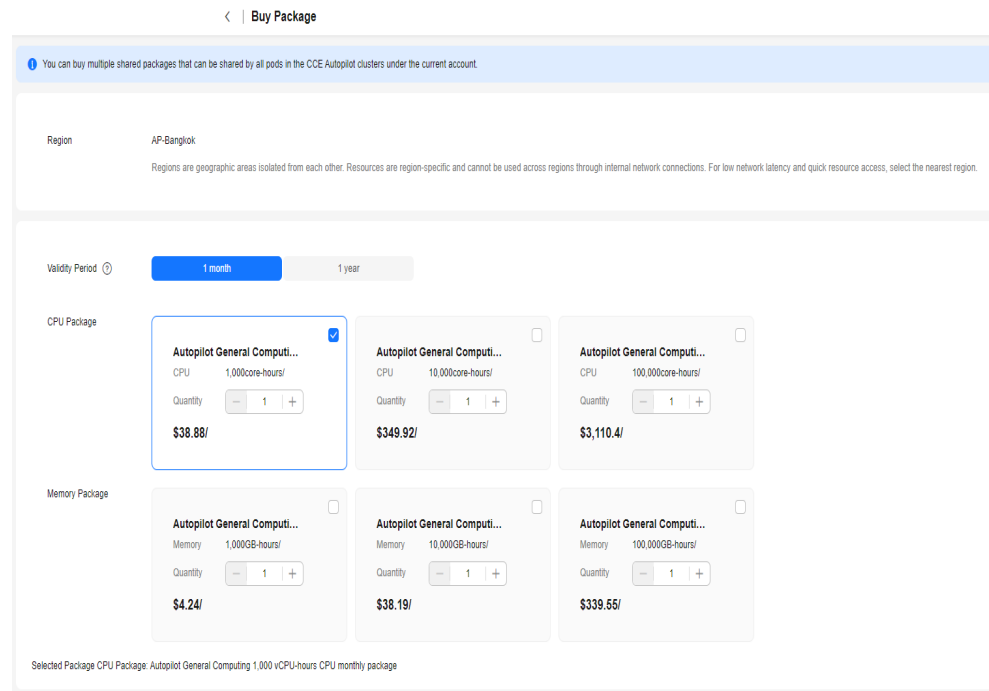 Buy Package
You can buy multiple shared packages that can be shared by all pods in the CCE Autopilot clusters under the current account.
Region
AP-Bangkok
Regions are geographic areas isolated from each other. Resources are region-specific and cannot be used across regions through internal network connections. For low network latency and quick resource access, select the nearest region.
Validity Period
1 month
1 year
CPU Package
Autopilot General Computi...
CPU 1,000core-hours/
Quantity 1
$38.88/
Autopilot General Computi...
CPU 10,000core-hours/
Quantity 1
$349.92/
Autopilot General Computi...
CPU 100,000core-hours/
Quantity 1
$3,110.4/
Memory Package
Autopilot General Computi...
Memory 1,000GB-hours/
Quantity 1
$4.24/
Autopilot General Computi...
Memory 10,000GB-hours/
Quantity 1
$38.19/
Autopilot General Computi...
Memory 100,000GB-hours/
Quantity 1
$339.55/
Selected Package CPU Package: Autopilot General Computing 1,000 vCPU-hours CPU monthly package